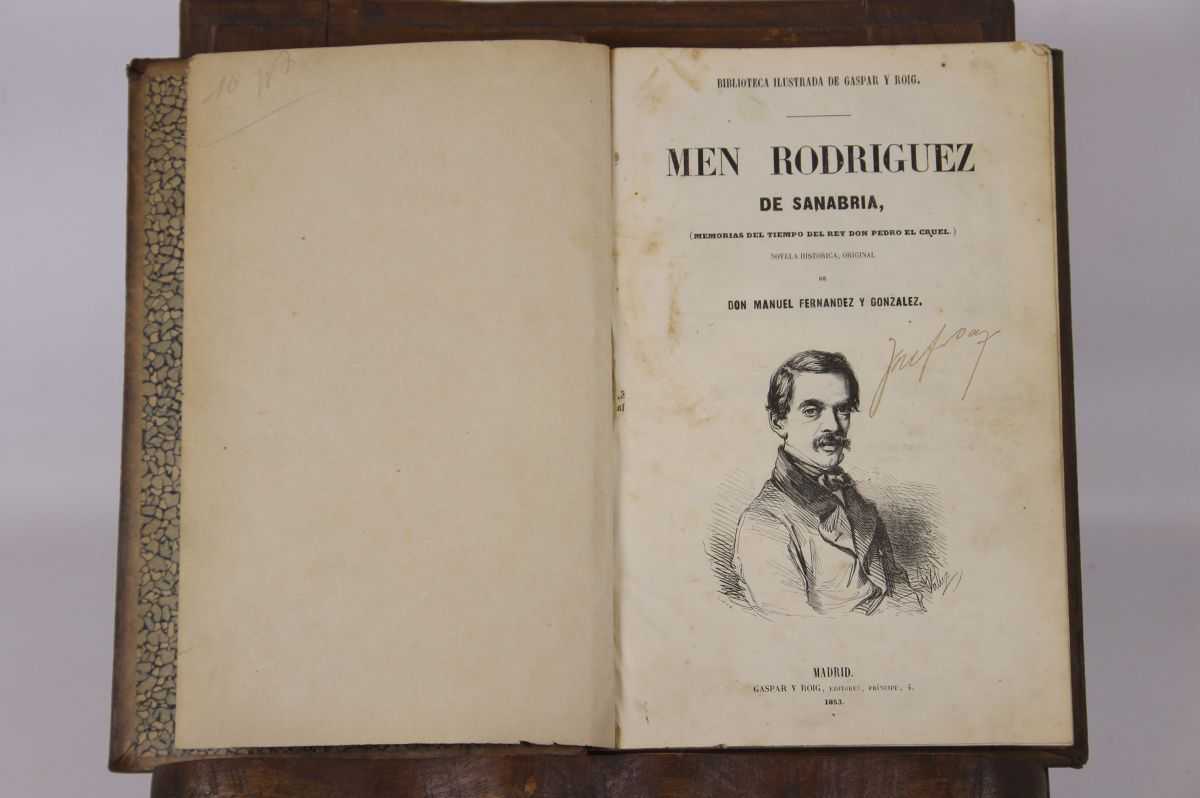 BIBLIOTECA ILUSTRADA DE GASPAR Y ROIG.
MEN RODRIGUEZ
DE SANABRIA,
(MEMORIAS DEL TIEMPO DEL REY DON PEDRO EL CRUEL.)
NOVELA HISTORICA, ORIGINAL
DE
DON MANUEL FERNANDEZ Y GONZALEZ.
MADRID.
GASPAR Y ROIG, EDITORES, PRÍNCIPE, 4.
1853.